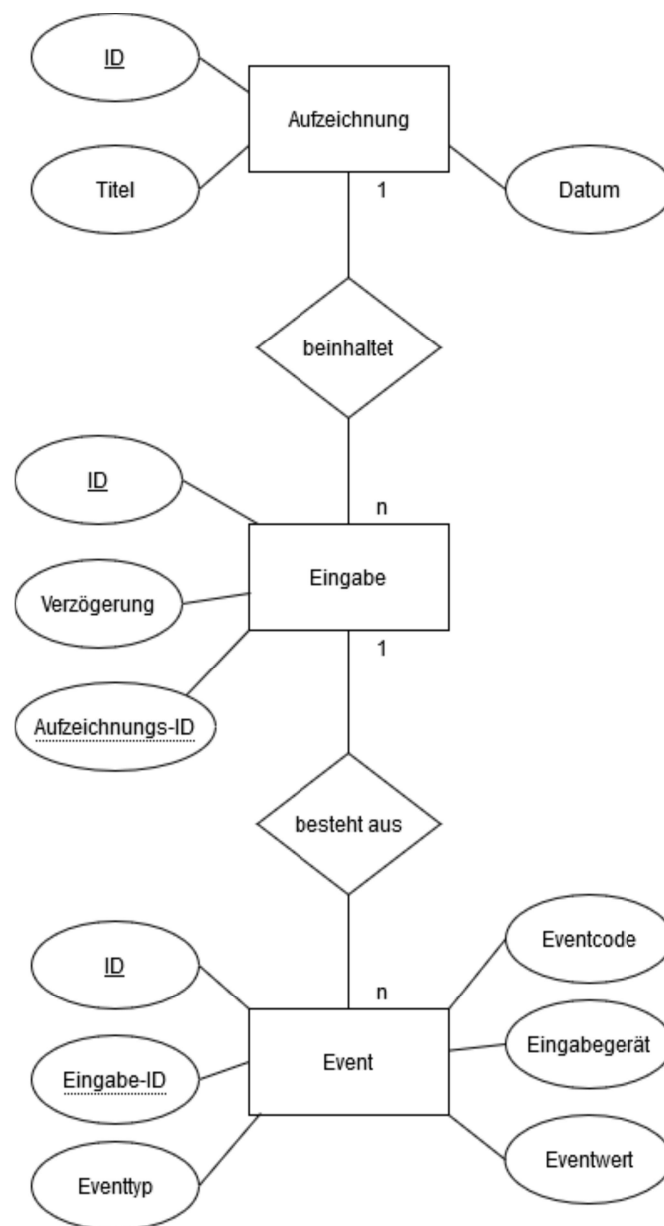 ID
Aufzeichnung
Titel
Datum
1
beinhaltet
ID
n
Verzögerung
Eingabe
Aufzeichnungs-ID
1
besteht aus
ID
Eventcode
n
Eingabe-ID
Event
Eingabegerät
Eventtyp
Eventwert